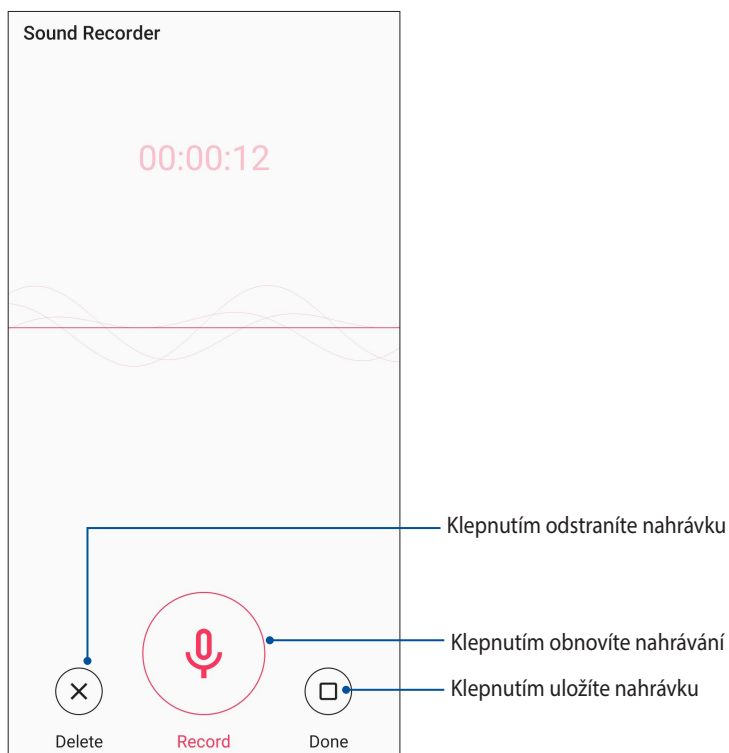 Sound Recorder
00:00:12
Klepnutím odstraníte nahrávku
Klepnutím obnovíte nahrávání
Klepnutím uložíte nahrávku
Delete
Record
Done